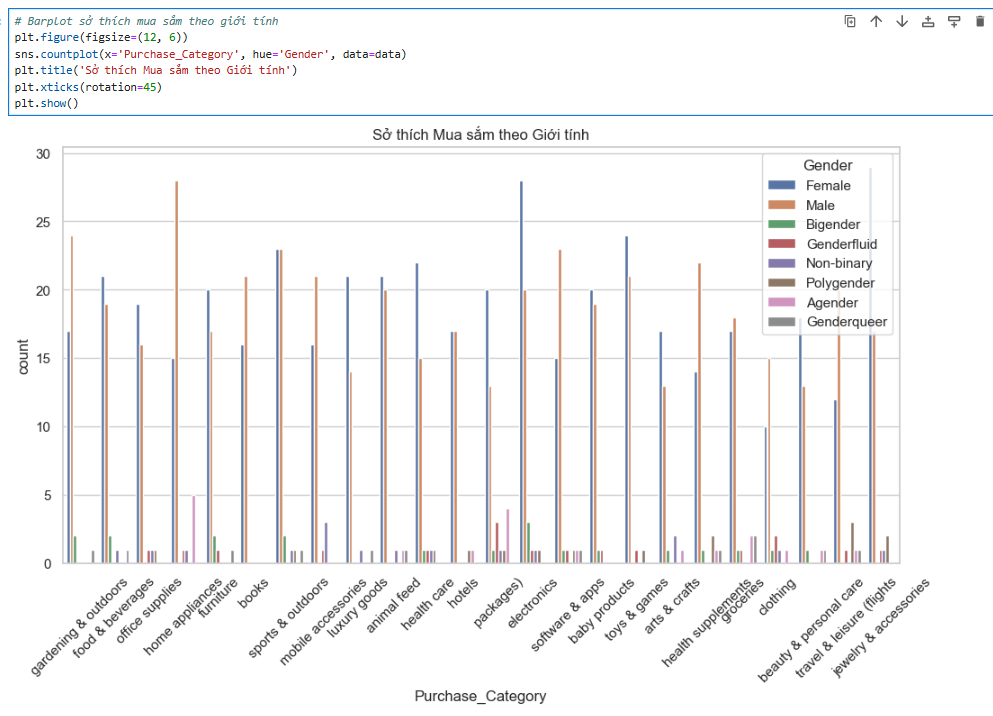 # Barplot sở thích mua sắm theo giới tính
plt.figure(figsize=(12, 6))
sns.countplot(x='Purchase_Category', hue='Gender', data=data)
plt.title('Sở thích Mua sắm theo Giới tính')
plt.xticks(rotation=45)
plt.show()
Sở thích Mua sắm theo Giới tính
30
25
20
15
10
5
0
count
Gender
Female
Male
Bigender
Genderfluid
Non-binary
Polygender
Agender
Genderqueer
gardening & outdoors
food & beverages
office supplies
home appliances
furniture
books
sports & outdoors
mobile accessories
luxury goods
animal feed
health care
hotels
packages)
electronics
software & apps
baby products
toys & games
arts & crafts
health supplements
groceries
clothing
beauty & personal care
travel & leisure (flights
jewelry & accessories
Purchase_Category